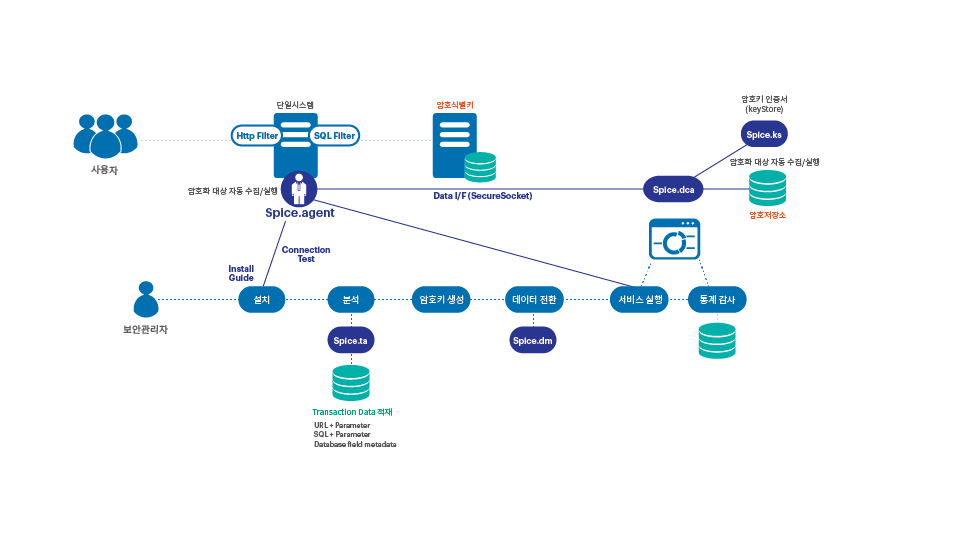 단일시스템
암호식별키
암호키 인증서
(keyStore)
Http Filter
SQL Filter
Spice.ks
사용자
암호화 대상 자동 수집/실행
암호화 대상 자동 수집/실행
Data I/F (SecureSocket)
Spice.dca
Spice.agent
암호저장소
Connection
Test
Install
Guide
설치
분석
암호키 생성
데이터 전환
서비스 실행
통계 감사
보안관리자
Spice.ta
Spice.dm
Transaction Data 적재
URL + Parameter
SQL + Parameter
Database field metadata